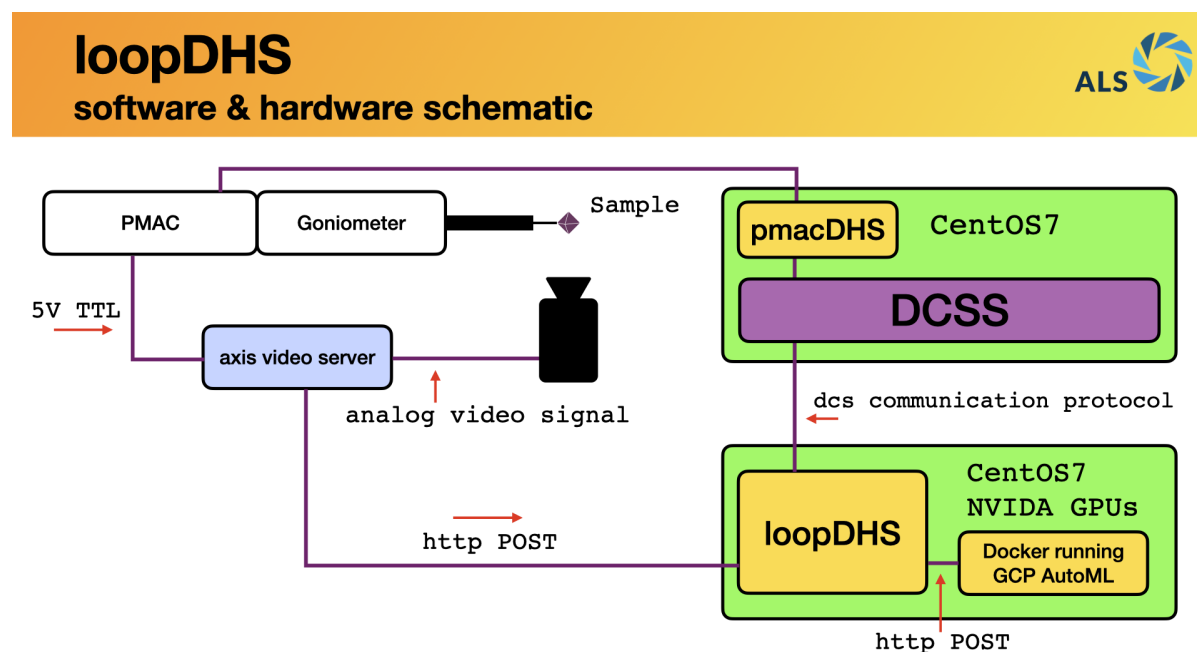 loopDHS
software & hardware schematic
ALS
PMAC
Goniometer
Sample
pmacDHS
CentOS7
DCSS
5V TTL
axis video server
analog video signal
dcs communication protocol
http POST
loopDHS
CentOS7
NVIDA GPUs
Docker running
GCP AutoML
http POST